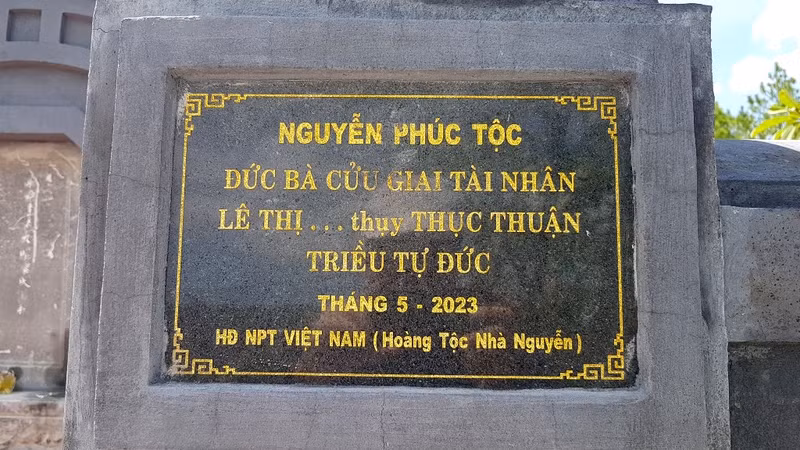 NGUYỄN PHÚC TỘC
ĐỨC BÀ CỬU GIAI TÀI NHÂN
LÊ THỊ . . . thụy THỤC THUẬN
TRIỀU TỰ ĐỨC
THÁNG 5 - 2023
HĐ NPT VIỆT NAM ( Hoàng Tộc Nhà Nguyễn )